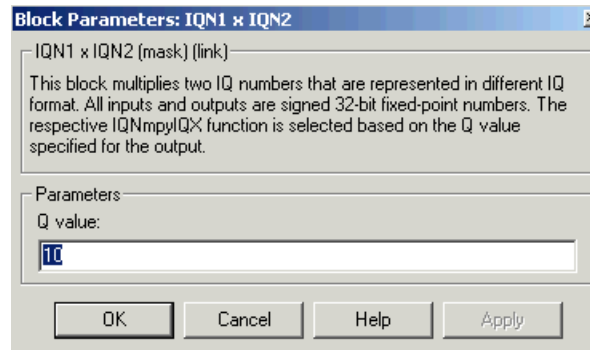 Block Parameters: IQN1 x IQN2
IQN1 x IQN2 (mask) (link)
This block multiplies two IQ numbers that are represented in different IQ
format. All inputs and outputs are signed 32-bit fixed-point numbers. The
respective IQNmpyIQX function is selected based on the Q value
specified for the output.
Parameters
Q value:
10
OK
Cancel
Help
Apply